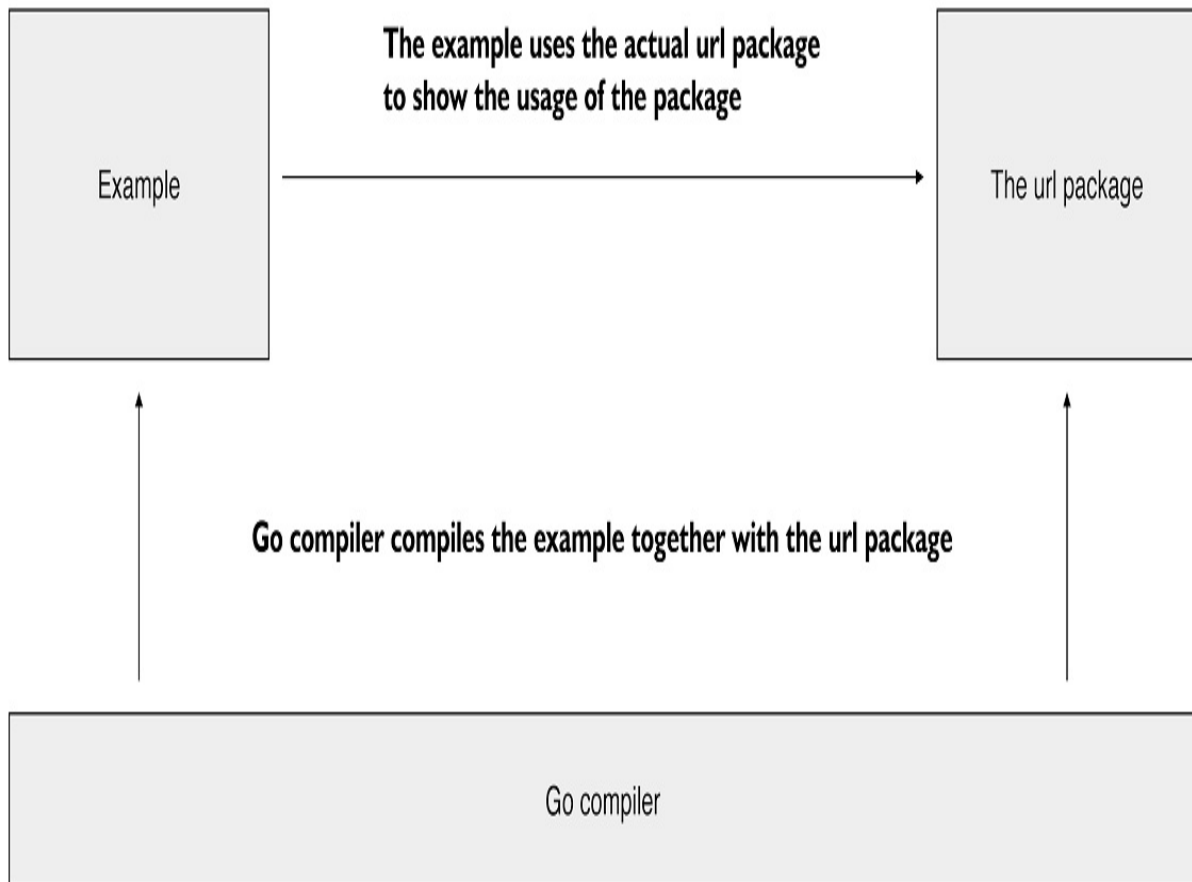 The example uses the actual url package
to show the usage of the package
Example
The url package
Go compiler compiles the example together with the url package
Go compiler